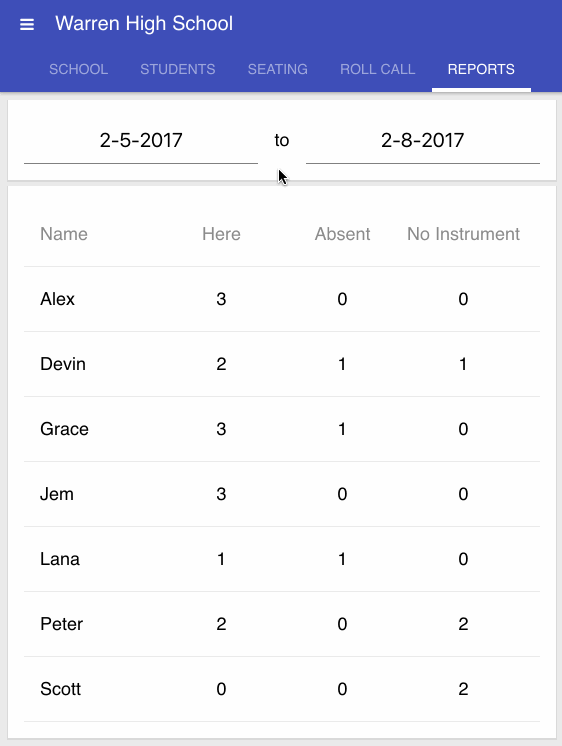 Warren High School
SCHOOL STUDENTS SEATING ROLL CALL REPORTS
2-5-2017 to 2-8-2017
Name Here Absent No Instrument
Alex 3 0 0
Devin 2 1 1
Grace 3 1 0
Jem 3 0 0
Lana 1 1 0
Peter 2 0 2
Scott 0 0 2